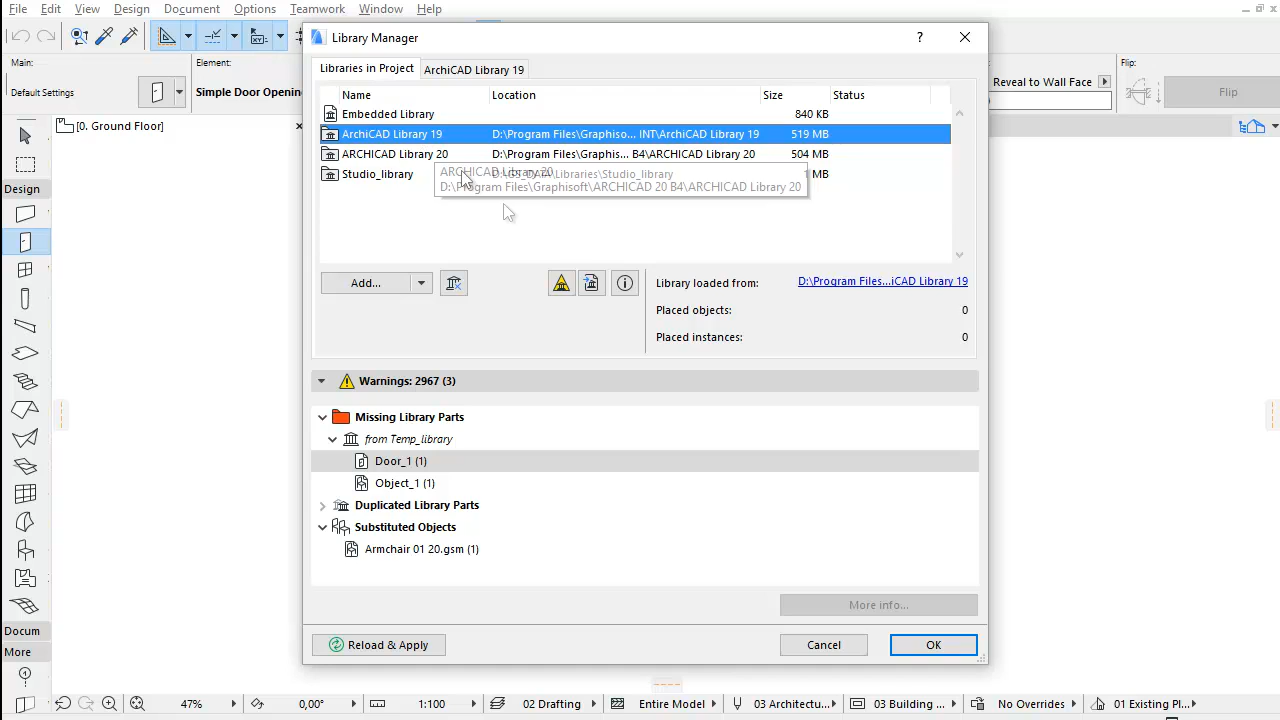 File Edit View Design Document Options Teamwork Window Help
Library Manager
?
Main:
Element:
Flip:
Libraries in Project
ArchiCAD Library 19
Reveal to Wall Face
Default Settings
Simple Door Openin
Flip
Name Location Size Status
[0. Ground Floor]
Embedded Library 840 KB
ArchiCAD Library 19 D:\Program Files\Graphiso... INT\ArchiCAD Library 19 519 MB
ARCHICAD Library 20 D:\Program Files\Graphis... B4\ARCHICAD Library 20 504 MB
Studio_library MB
ARCHICAD Library 20
D:\Program Files\Graphisoft\ARCHICAD 20 B4\ARCHICAD Library 20
Design
Add...
Library loaded from: D:\Program Files...iCAD Library 19
Placed objects: 0
Placed instances: 0
Warnings: 2967 (3)
Missing Library Parts
from Temp_library
Door_1 (1)
Object_1 (1)
Duplicated Library Parts
Substituted Objects
Armchair 01 20.gsm (1)
More info...
Docum
Reload & Apply
Cancel
OK
More
47% 0,00° 1:100 02 Drafting Entire Model 03 Architectu... 03 Building ... No Overrides 01 Existing Pl...